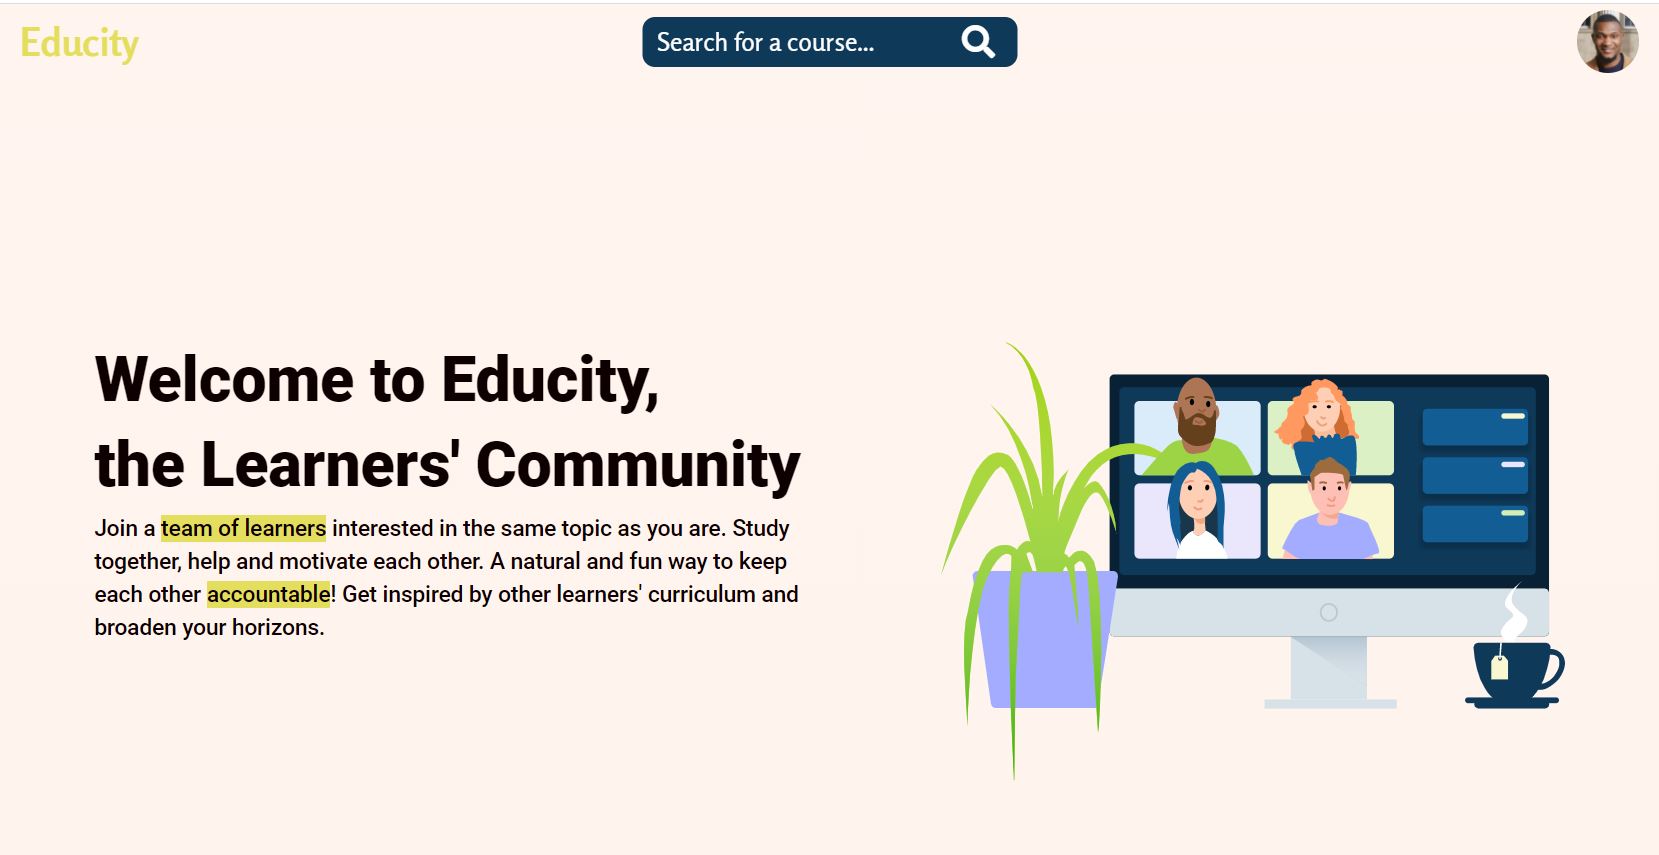 Educity
Search for a course...
Welcome to Educity,
the Learners' Community
Join a team of learners interested in the same topic as you are. Study
together, help and motivate each other. A natural and fun way to keep
each other accountable! Get inspired by other learners' curriculum and
broaden your horizons.